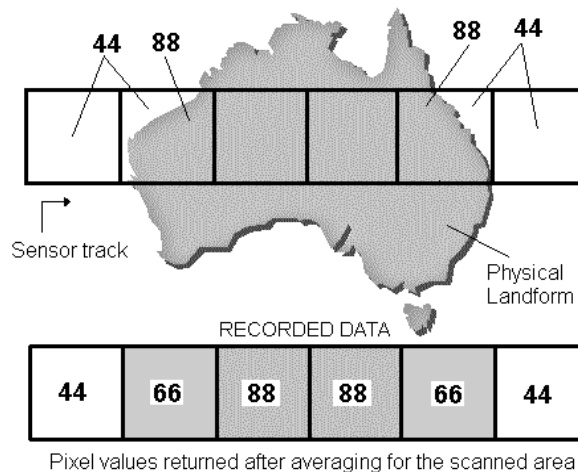 44 88 88 44
Sensor track
Physical
Landform
RECORDED DATA
44 66 88 88 66 44
Pixel values returned after averaging for the scanned area